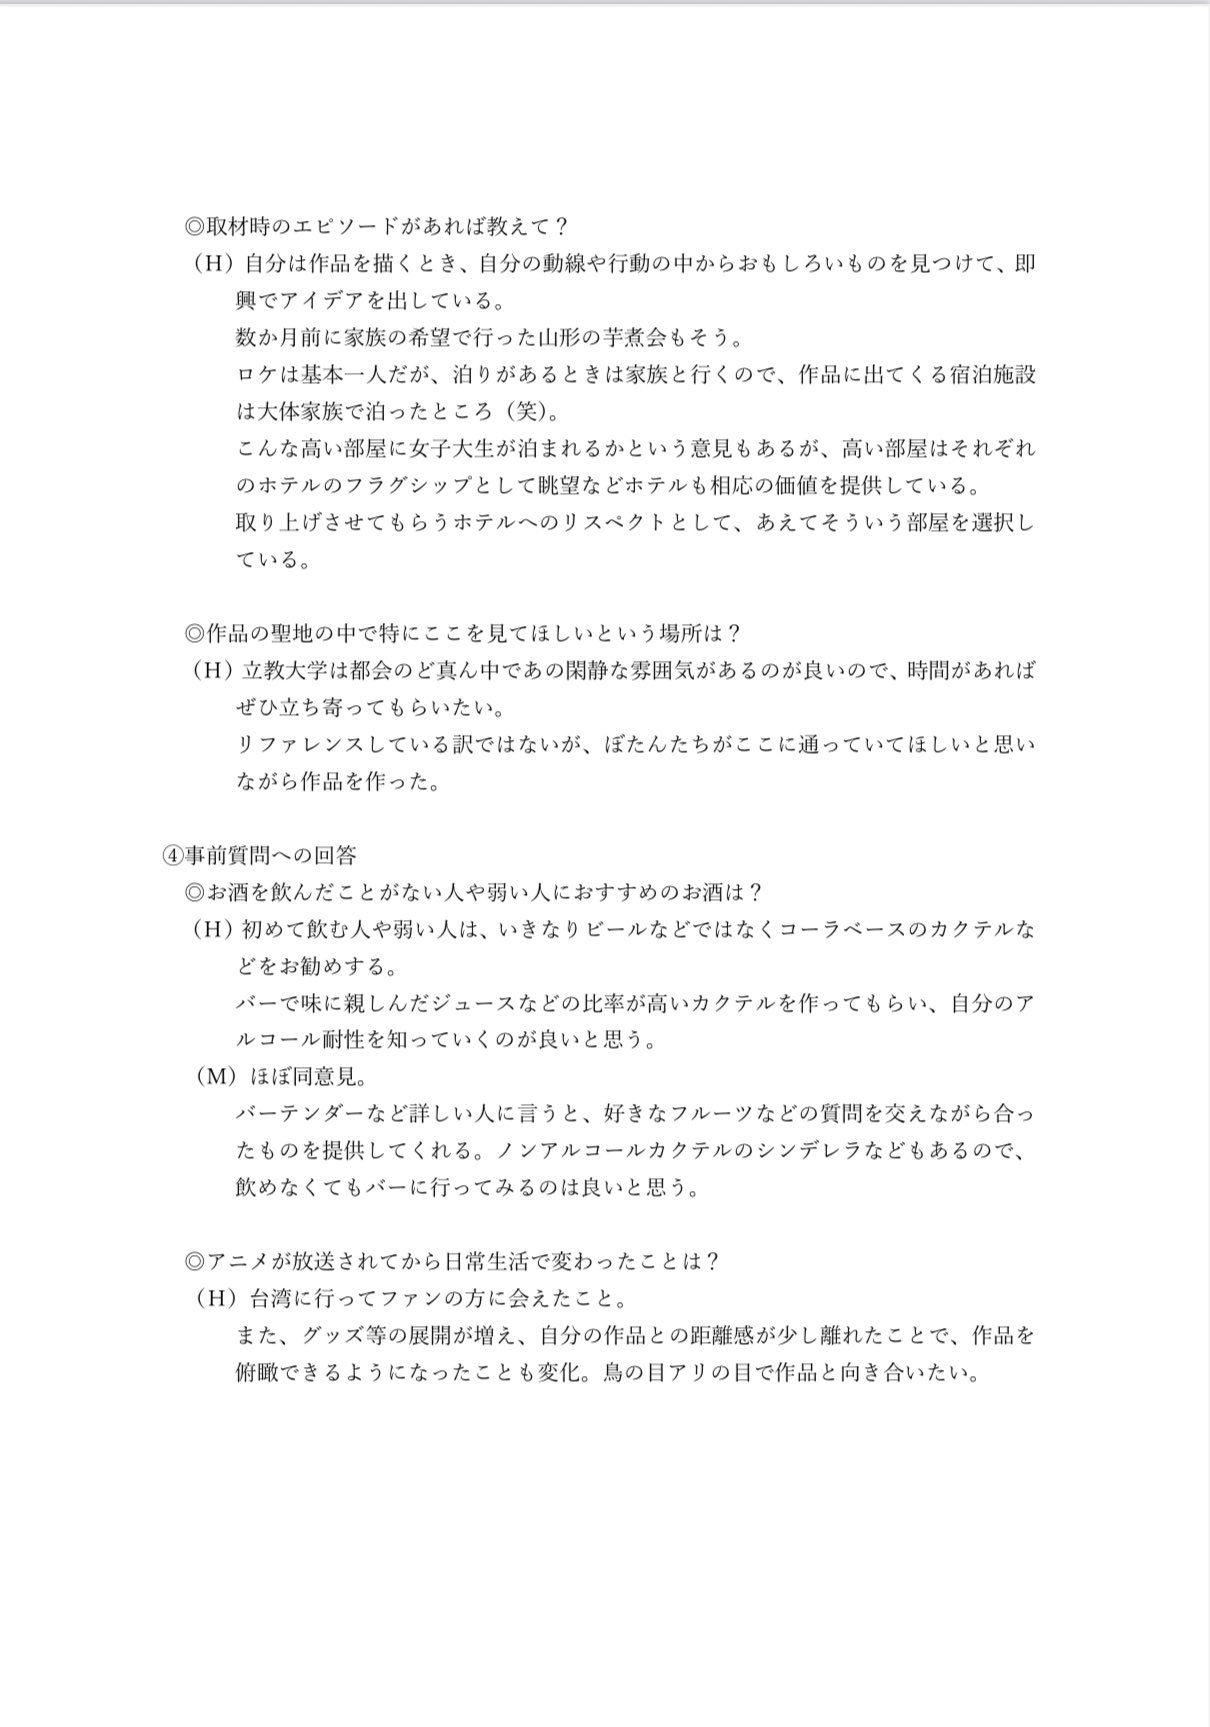 ◎取材時のエピソードがあれば教えて？
（H）自分は作品を描くとき、自分の動線や行動の中からおもしろいものを見つけて、即
興でアイデアを出している。
数か月前に家族の希望で行った山形の芋煮会もそう。
ロケは基本一人だが、泊りがあるときは家族と行くので、作品に出てくる宿泊施設
は大体家族で泊ったところ（笑）。
こんな高い部屋に女子大生が泊まれるかという意見もあるが、高い部屋はそれぞれ
のホテルのフラグシップとして眺望などホテルも相応の価値を提供している。
取り上げさせてもらうホテルへのリスペクトとして、あえてそういう部屋を選択し
ている。
◎作品の聖地の中で特にここを見てほしいという場所は？
（H）立教大学は都会のど真ん中であの閑静な雰囲気があるのが良いので、時間があれば
ぜひ立ち寄ってもらいたい。
リファレンスしている訳ではないが、ぼたんたちがここに通っていてほしいと思い
ながら作品を作った。
④事前質問への回答
◎お酒を飲んだことがない人や弱い人におすすめのお酒は？
（H）初めて飲む人や弱い人は、いきなりビールなどではなくコーラベースのカクテルな
どをお勧めする。
バーで味に親しんだジュースなどの比率が高いカクテルを作ってもらい、自分のア
ルコール耐性を知っていくのが良いと思う。
（M）ほぼ同意見。
バーテンダーなど詳しい人に言うと、好きなフルーツなどの質問を交えながら合っ
たものを提供してくれる。ノンアルコールカクテルのシンデレラなどもあるので、
飲めなくてもバーに行ってみるのは良いと思う。
◎アニメが放送されてから日常生活で変わったことは？
（H）台湾に行ってファンの方に会えたこと。
また、グッズ等の展開が増え、自分の作品との距離感が少し離れたことで、作品を
俯瞰できるようになったことも変化。鳥の目アリの目で作品と向き合いたい。